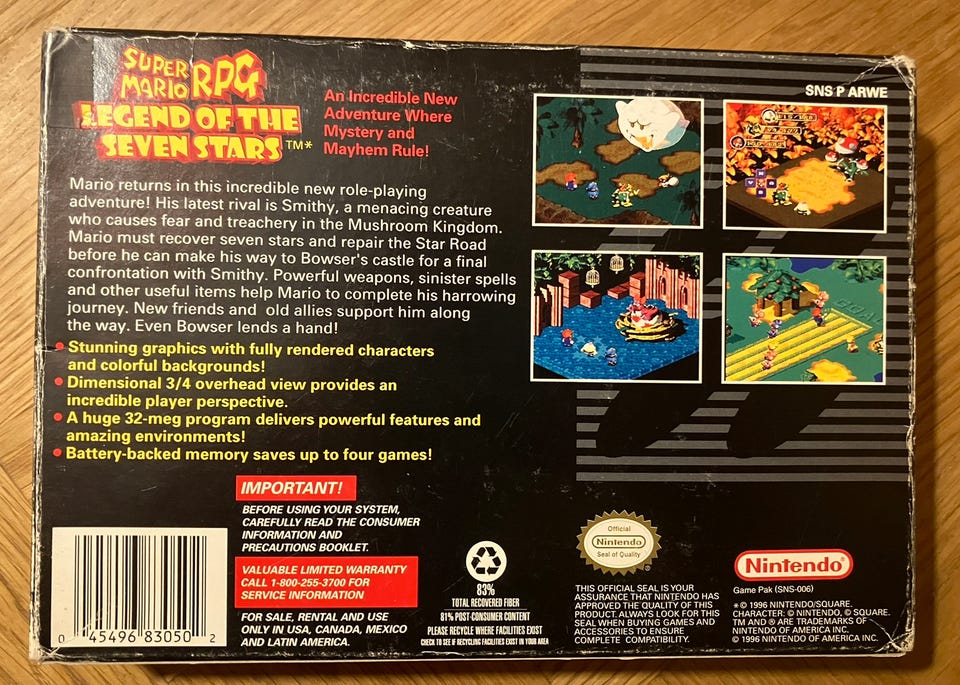 SUPER
MARIO RPG
LEGEND OF THE
SEVEN STARS TM*
An Incredible New
Adventure Where
Mystery and
Mayhem Rule!
SNS P ARWE
Mario returns in this incredible new role-playing
adventure! His latest rival is Smithy, a menacing creature
who causes fear and treachery in the Mushroom Kingdom.
Mario must recover seven stars and repair the Star Road
before he can make his way to Bowser's castle for a final
confrontation with Smithy. Powerful weapons, sinister spells
and other useful items help Mario to complete his harrowing
journey. New friends and old allies support him along
the way. Even Bowser lends a hand!
• Stunning graphics with fully rendered characters
and colorful backgrounds!
• Dimensional 3/4 overhead view provides an
incredible player perspective.
• A huge 32-meg program delivers powerful features and
amazing environments!
• Battery-backed memory saves up to four games!
IMPORTANT!
BEFORE USING YOUR SYSTEM,
CAREFULLY READ THE CONSUMER
INFORMATION AND
PRECAUTIONS BOOKLET.
VALUABLE LIMITED WARRANTY
CALL 1-800-255-3700 FOR
SERVICE INFORMATION
FOR SALE, RENTAL AND USE
ONLY IN USA, CANADA, MEXICO
AND LATIN AMERICA.
0 45496 83050 2
83%
TOTAL RECOVERED FIBER
81% POST-CONSUMER CONTENT
PLEASE RECYCLE WHERE FACILITIES EXIST
CHECK TO SEE IF RECYCLING FACILITIES EXIST IN YOUR AREA
Official
Nintendo
Seal of Quality
®
THIS OFFICIAL SEAL IS YOUR
ASSURANCE THAT NINTENDO HAS
APPROVED THE QUALITY OF THIS
PRODUCT. ALWAYS LOOK FOR THIS
SEAL WHEN BUYING GAMES AND
ACCESSORIES TO ENSURE
COMPLETE COMPATIBILITY.
Nintendo®
Game Pak (SNS-006)
* © 1996 NINTENDO/SQUARE.
CHARACTER: © NINTENDO, © SQUARE.
TM AND ® ARE TRADEMARKS OF
NINTENDO OF AMERICA INC.
© 1996 NINTENDO OF AMERICA INC.